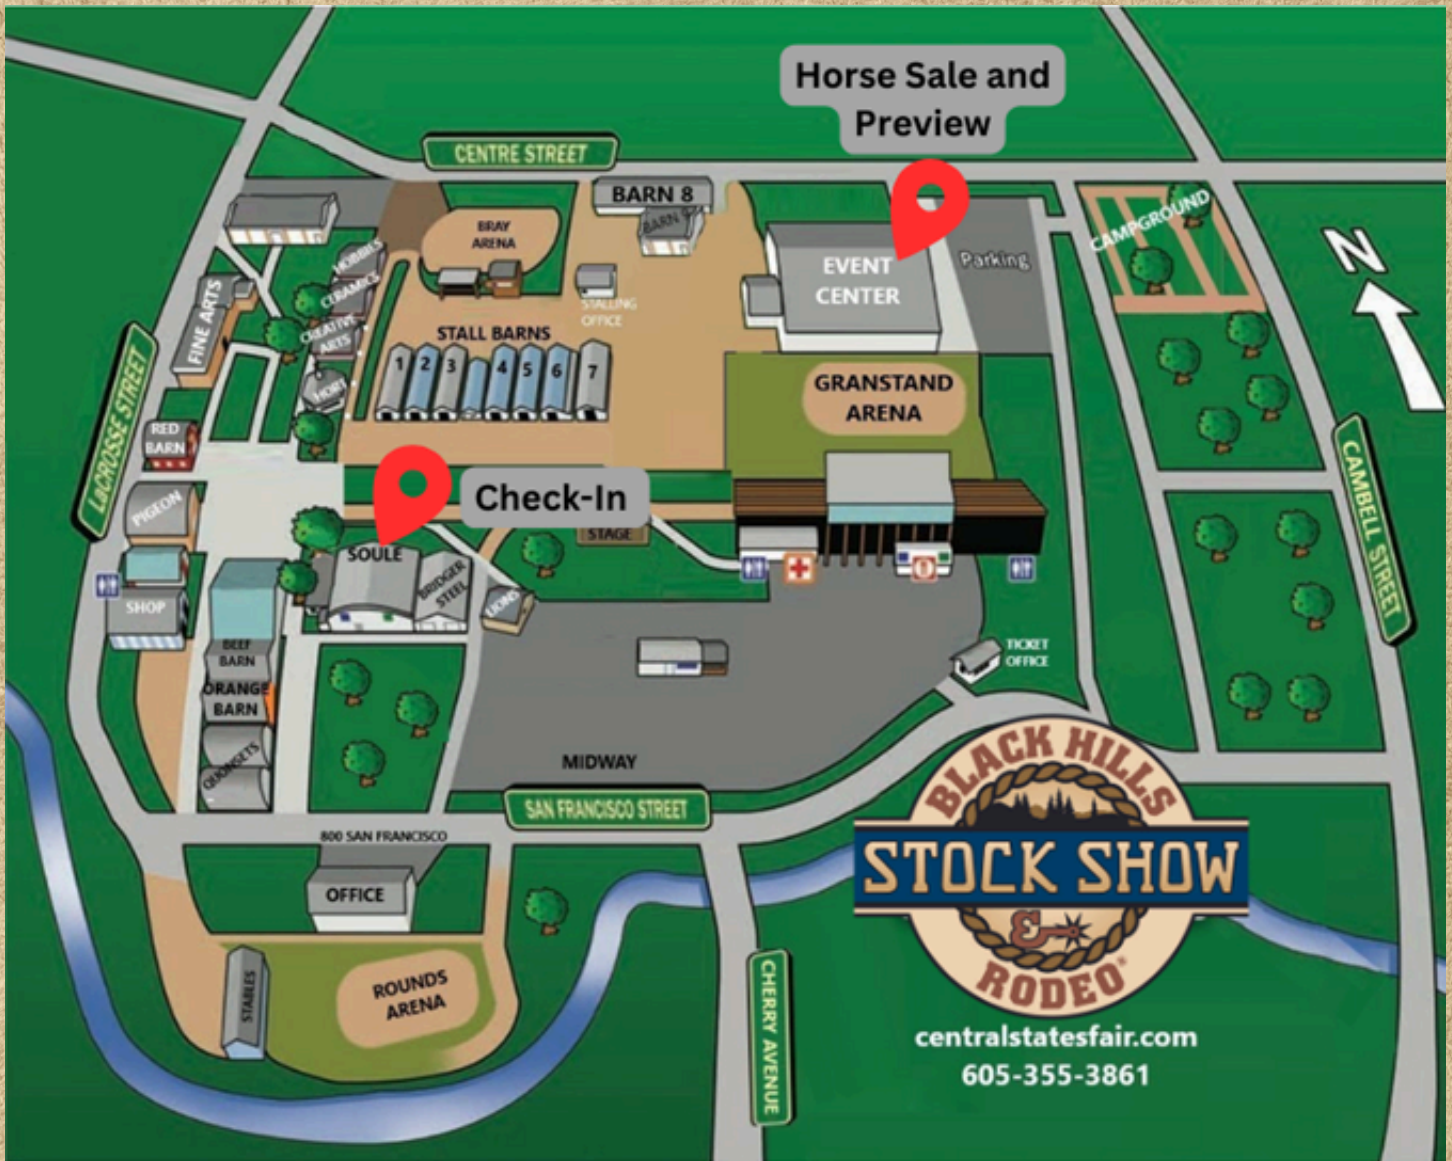 Horse Sale and
Preview
CENTRE STREET
BARN 8
BARN 9
BRAY
ARENA
HOBBIES
CERAMICS
CREATIVE
ARTS
HORT
FINE ARTS
STALLING
OFFICE
STALL BARNS
1 2 3 4 5 6 7
EVENT
CENTER
Parking
CAMPGROUND
N
GRANSTAND
ARENA
LaCROSSE STREET
RED
BARN
PIGEON
SHOP
Check-In
STAGE
SOULE
BRIDGER
STEEL
LIONS
BEEF
BARN
ORANGE
BARN
QUONSETS
TICKET
OFFICE
CAMBELL STREET
MIDWAY
SAN FRANCISCO STREET
800 SAN FRANCISCO
OFFICE
STABLES
ROUNDS
ARENA
CHERRY AVENUE
BLACK HILLS
STOCK SHOW
&
RODEO®
centralstatesfair.com
605-355-3861